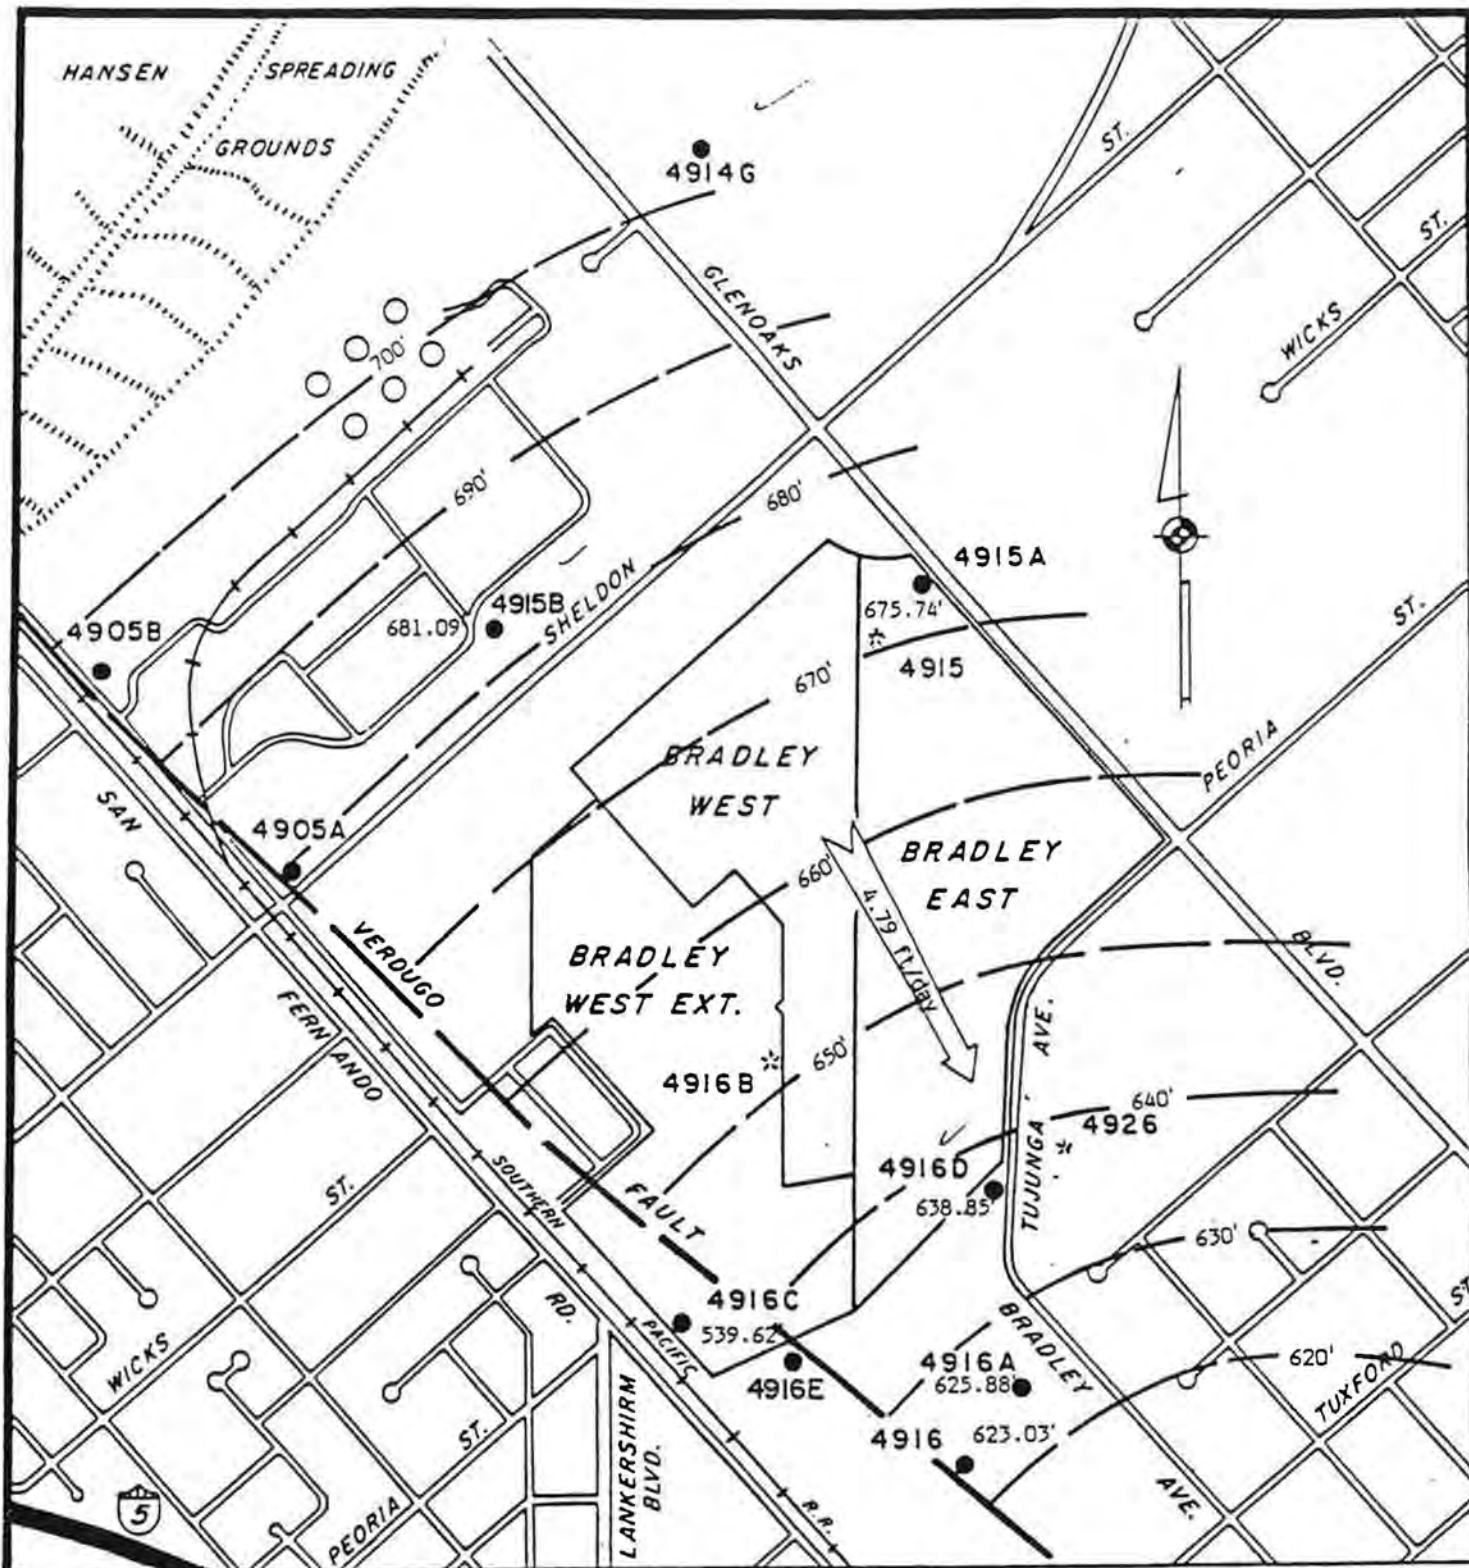 HANSEN SPREADING
GROUNDS
4914G
GLENOAKS
ST.
ST.
WICKS
700'
690'
680'
4915A
675.74'
4915
4915B
681.09
SHELDON
4905B
670'
ST.
PEORIA
BRADLEY
WEST
SAN
4905A
660'
BRADLEY
EAST
4.79 ft/day
VERDUGO
BRADLEY
WEST EXT.
BLVD.
FERNANDO
AVE.
650'
4916B
640'
4926
TUJUNGA
4916D
638.85'
SOUTHERN
ST.
FAULT
630'
4916C
539.62
RD.
PACIFIC
BRADLEY
ST.
WICKS
4916E
4916A
625.88'
620'
TUXFORD
4916
623.03'
ST.
LANKERSHIRM
BLVD.
AVE.
R.R.
5
PEORIA